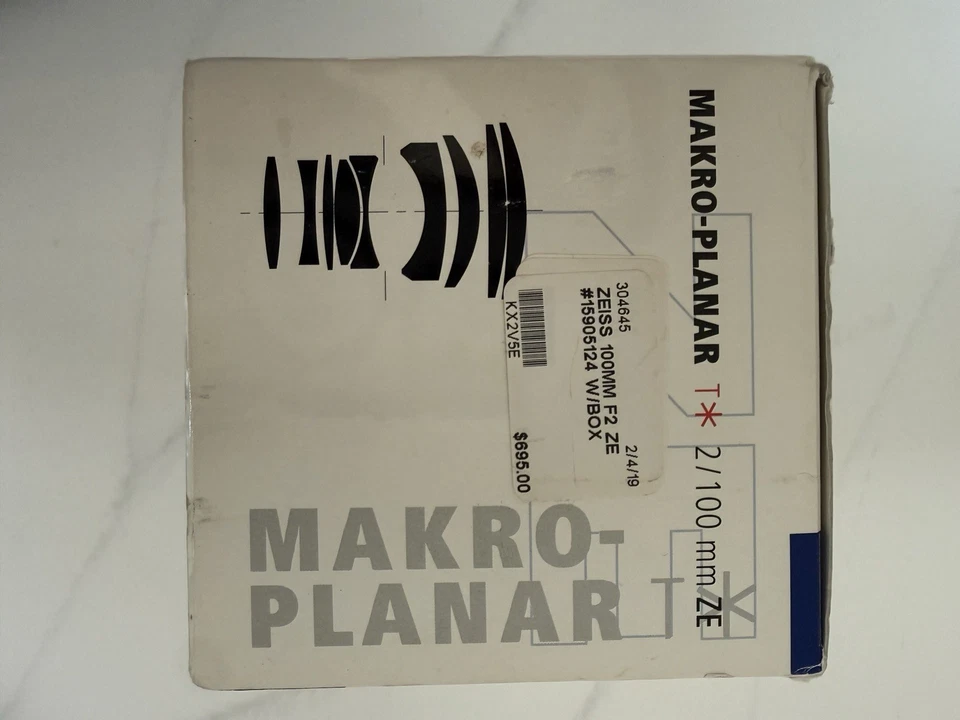 MAKRO-PLANAR T* 2/100 mm ZE
304645
2/4/19
ZEISS 100MM F2 ZE
#15905124 W/BOX
KX2V5E
$695.00
MAKRO-
PLANAR T*